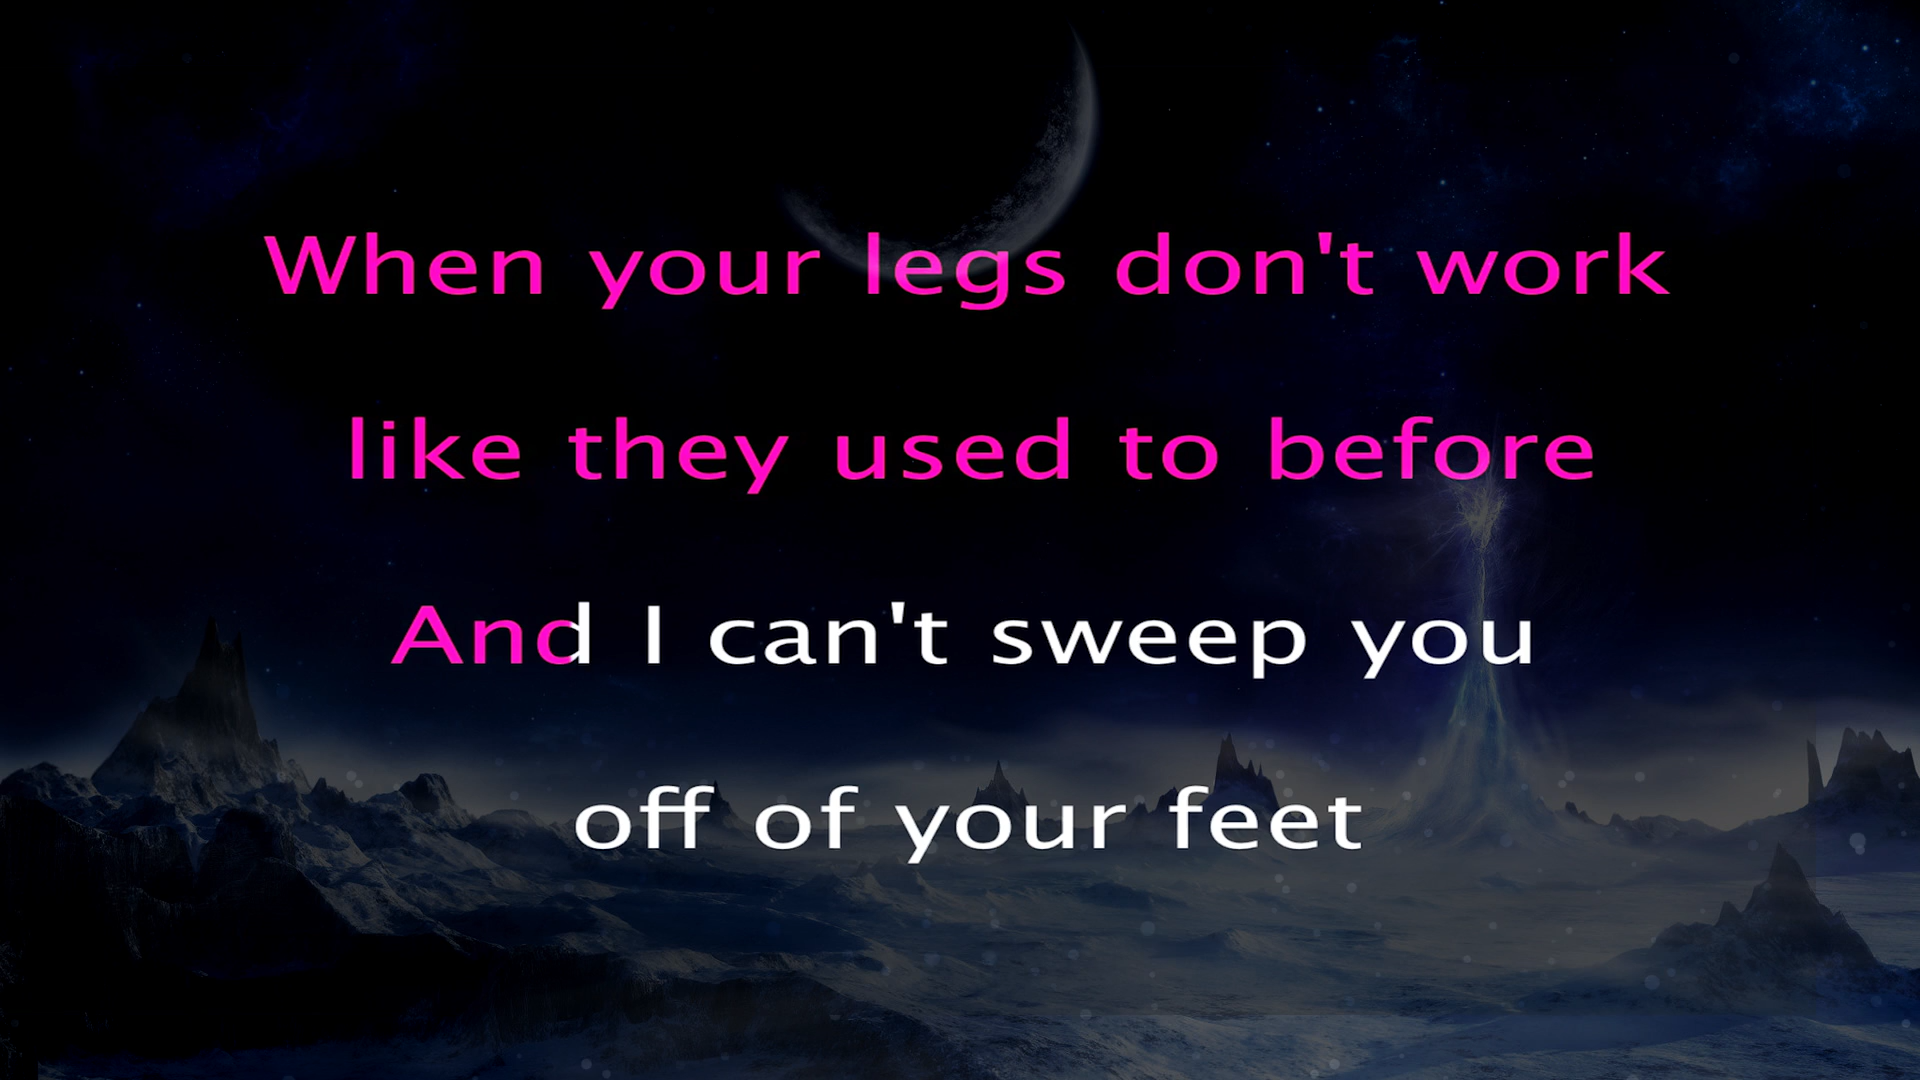 When your legs don't work
like they used to before
And I can't sweep you
off of your feet